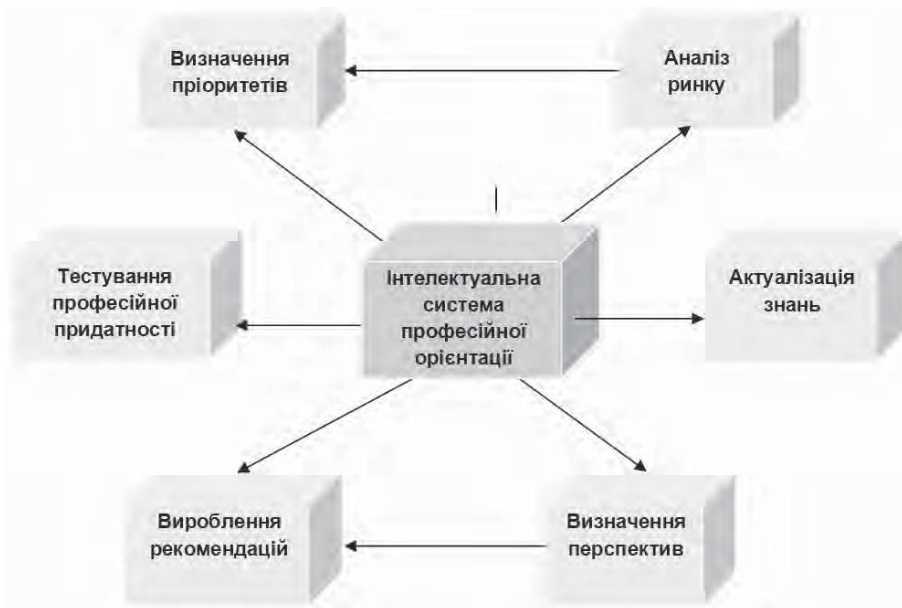 Визначення
пріоритетів
Аналіз
ринку
Тестування
професійної
придатності
Інтелектуальна
система
професійної
орієнтації
Актуалізація
знань
Вироблення
рекомендацій
Визначення
перспектив